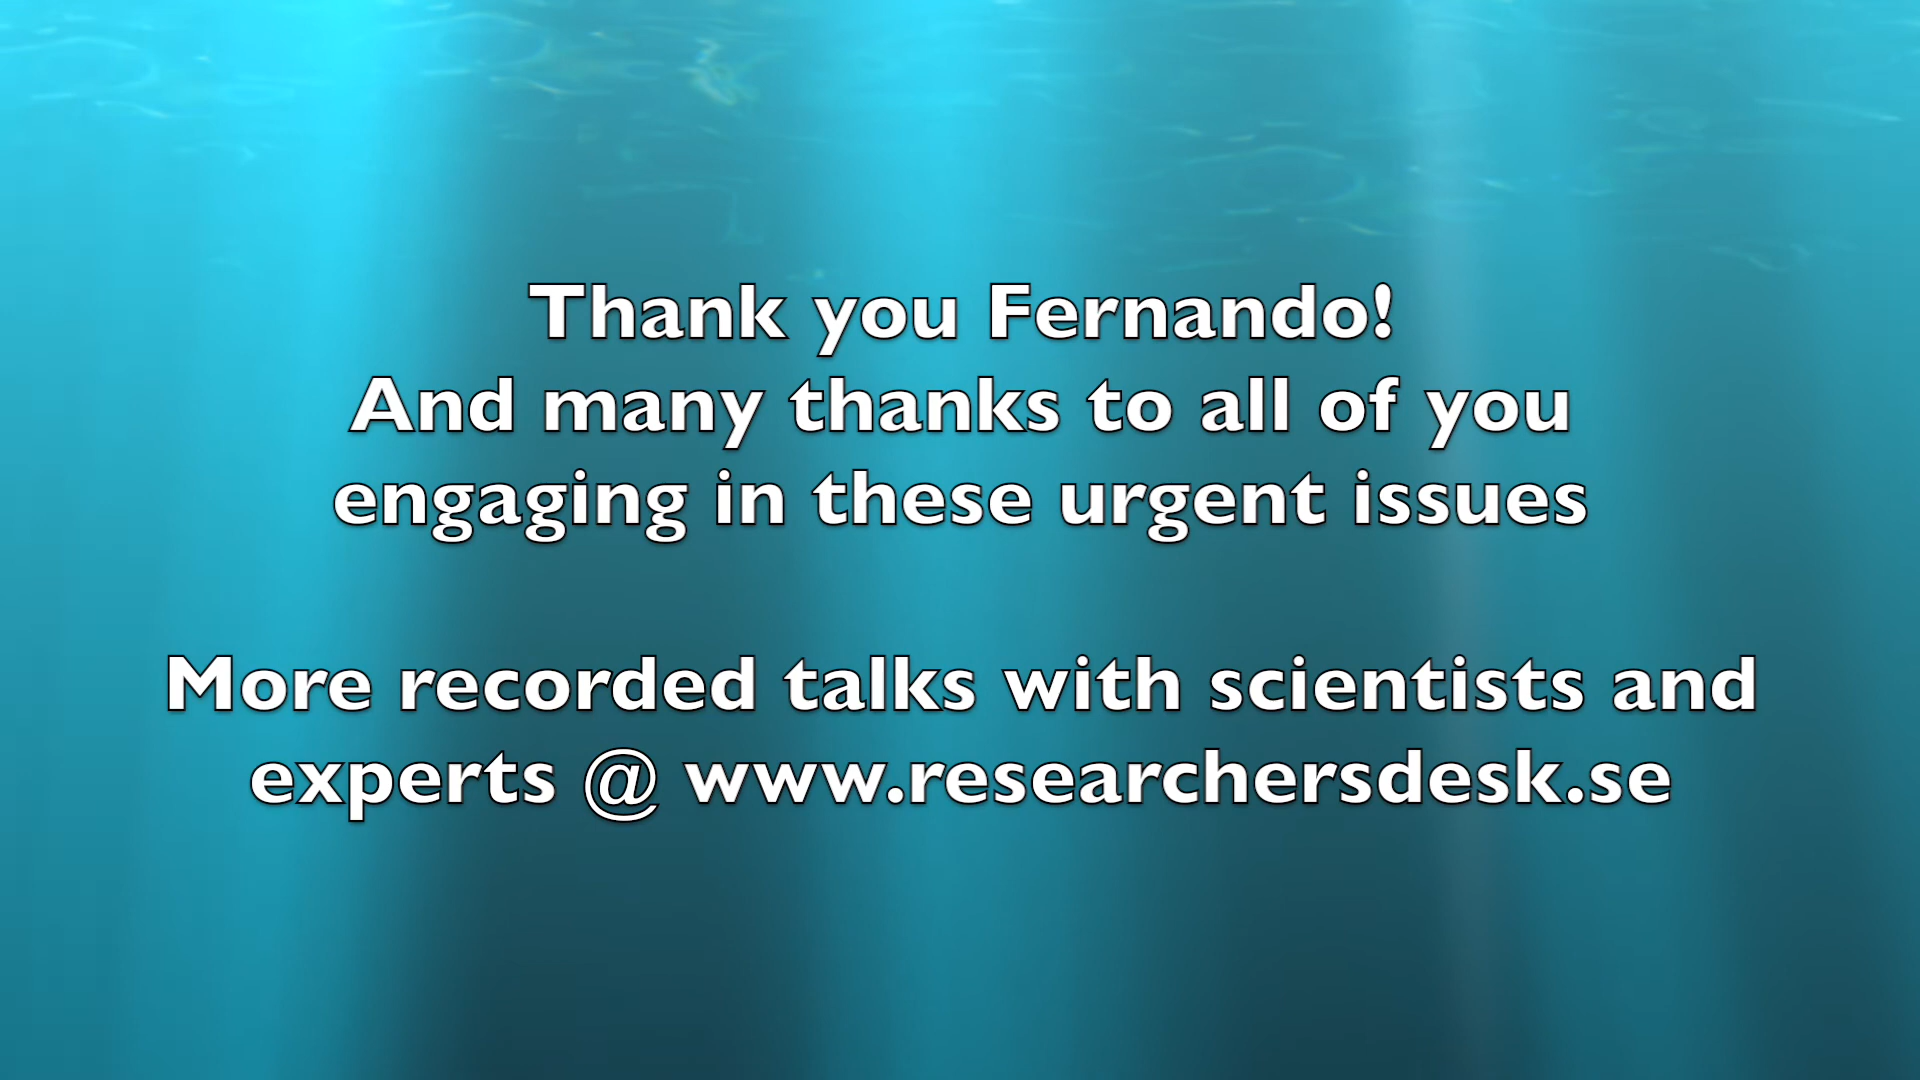 Thank you Fernando!
And many thanks to all of you
engaging in these urgent issues
More recorded talks with scientists and
experts @ www.researchersdesk.se